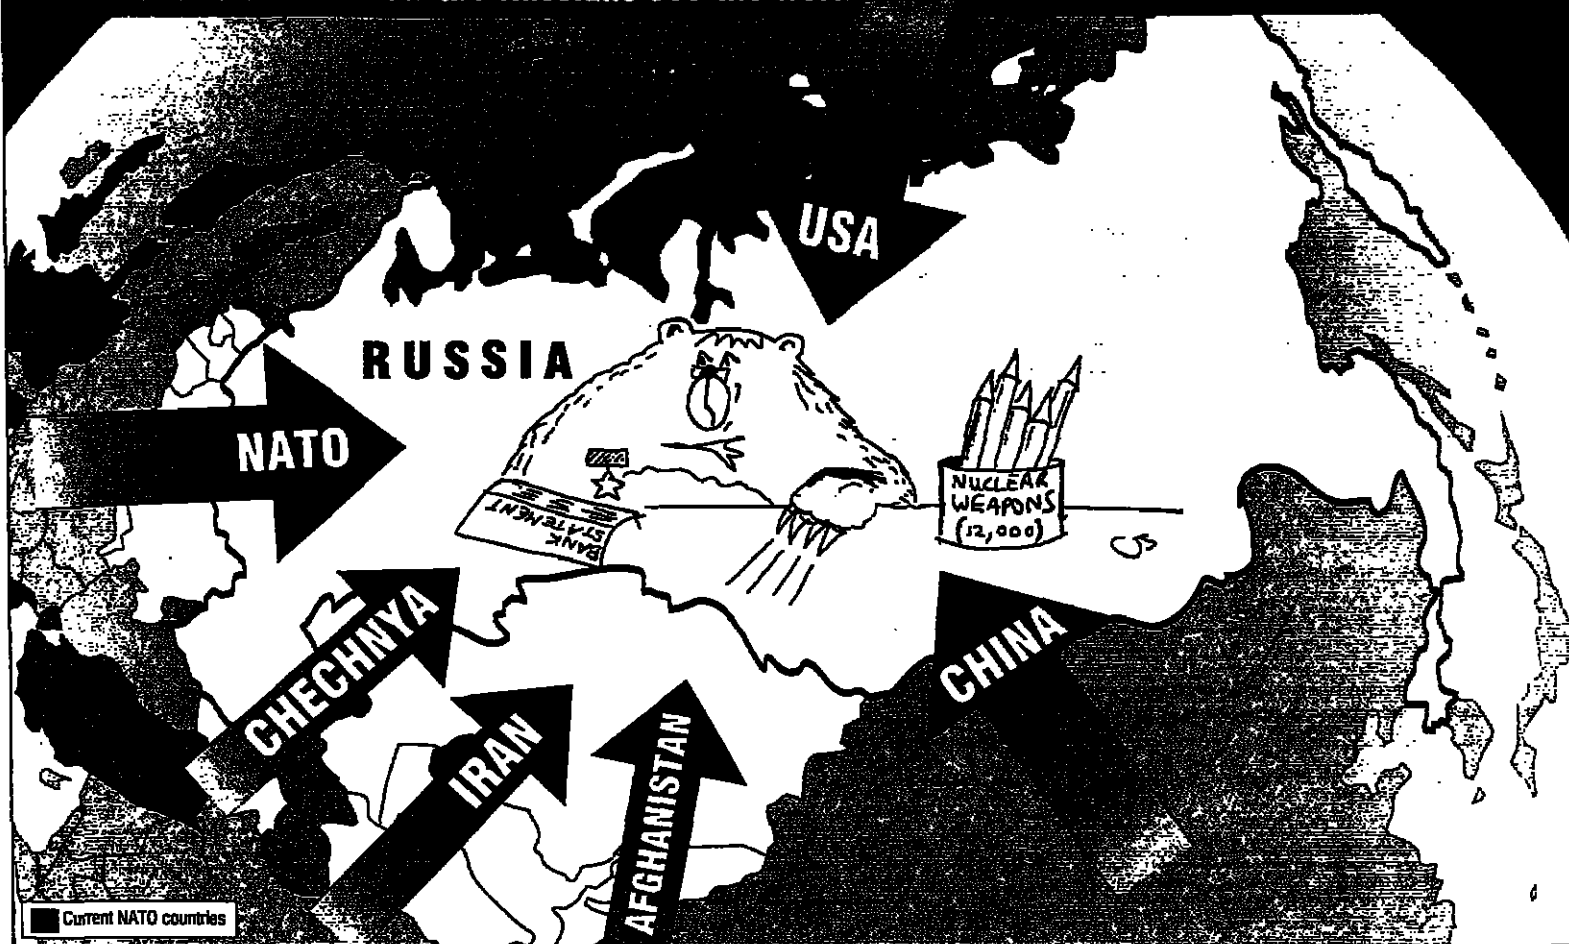 USA
RUSSIA
NATO
NUCLEAR
WEAPONS
(12,000)
BANK
STATEMENT
CHECHNYA
CHINA
IRAN
AFGHANISTAN
Current NATO countries